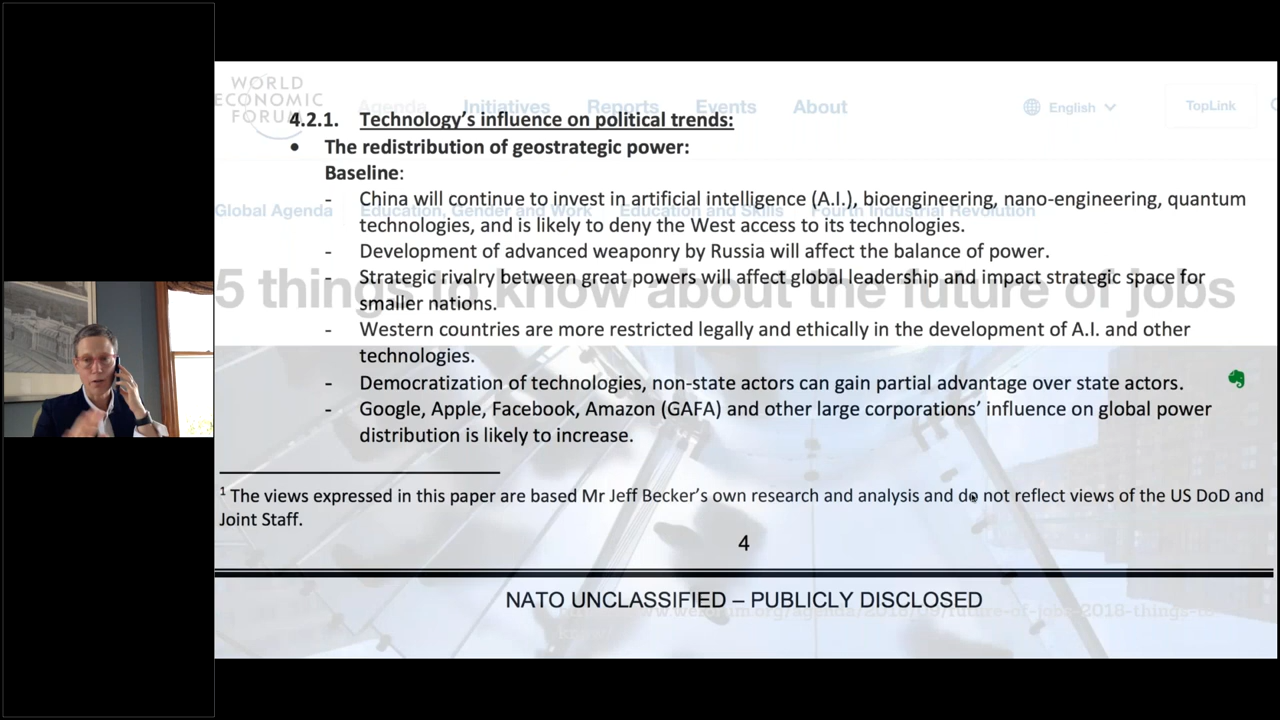 WORLD
ECONOMIC
FORUM
Agenda Initiatives Reports Events About
English
TopLink
4.2.1. Technology's influence on political trends:
• The redistribution of geostrategic power:
Baseline:
- China will continue to invest in artificial intelligence (A.I.), bioengineering, nano-engineering, quantum
Global Agenda Education, Gender and Work Education and Skills Fourth Industrial Revolution
technologies, and is likely to deny the West access to its technologies.
- Development of advanced weaponry by Russia will affect the balance of power.
- Strategic rivalry between great powers will affect global leadership and impact strategic space for
5 things to know about the future of jobs
smaller nations.
- Western countries are more restricted legally and ethically in the development of A.I. and other
technologies.
- Democratization of technologies, non-state actors can gain partial advantage over state actors.
- Google, Apple, Facebook, Amazon (GAFA) and other large corporations' influence on global power
distribution is likely to increase.
1 The views expressed in this paper are based Mr Jeff Becker's own research and analysis and do not reflect views of the US DoD and
Joint Staff.
4
NATO UNCLASSIFIED – PUBLICLY DISCLOSED